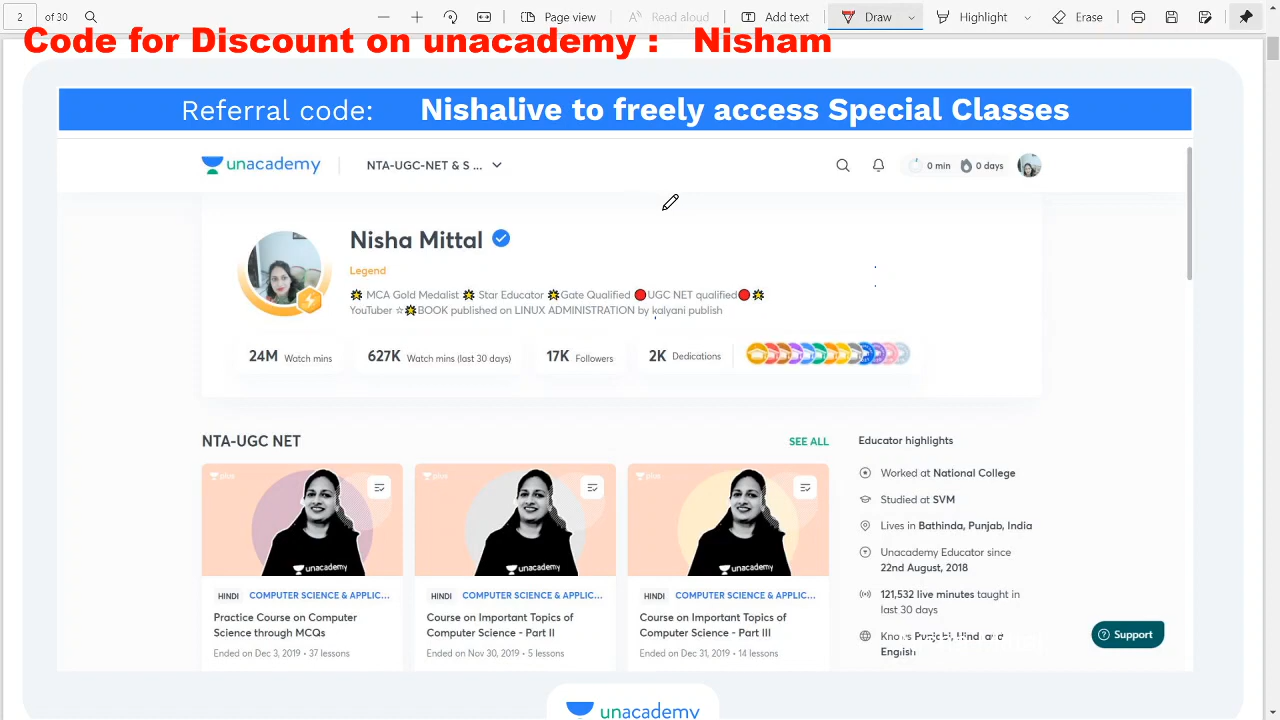 2 of 30 Page view Read aloud Add text Draw Highlight Erase
Code for Discount on unacademy : Nisham
Referral code: Nishalive to freely access Special Classes
unacademy NTA-UGC-NET & S ... 0 min 0 days
Nisha Mittal
Legend
MCA Gold Medalist Star Educator Gate Qualified UGC NET qualified
YouTuber ☆ BOOK published on LINUX ADMINISTRATION by kalyani publish
24M Watch mins 627K Watch mins (last 30 days) 17K Followers 2K Dedications
NTA-UGC NET SEE ALL
plus plus plus
unacademy unacademy unacademy
HINDI COMPUTER SCIENCE & APPLIC... HINDI COMPUTER SCIENCE & APPLIC... HINDI COMPUTER SCIENCE & APPLIC...
Practice Course on Computer
Science through MCQs
Ended on Dec 3, 2019 • 37 lessons
Course on Important Topics of
Computer Science - Part II
Ended on Nov 30, 2019 • 5 lessons
Course on Important Topics of
Computer Science - Part III
Ended on Dec 31, 2019 • 14 lessons
Educator highlights
Worked at National College
Studied at SVM
Lives in Bathinda, Punjab, India
Unacademy Educator since
22nd August, 2018
121,532 live minutes taught in
last 30 days
Knows Punjabi, Hindi and
English
Support
unacademy